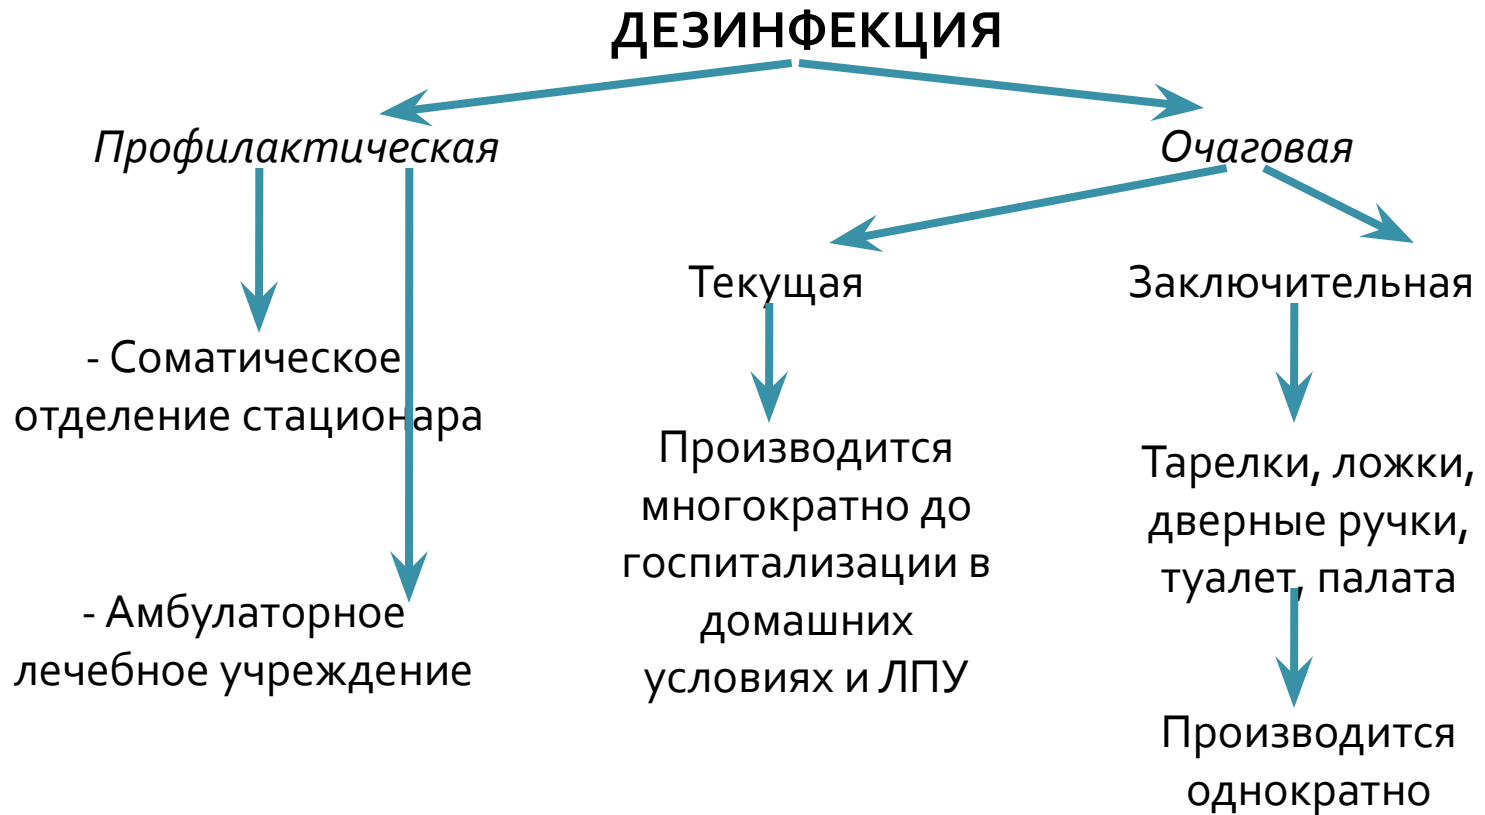 ДЕЗИНФЕКЦИЯ
Профилактическая
Очаговая
Текущая
Заключительная
- Соматическое
отделение стационара
- Амбулаторное
лечебное учреждение
Производится
многократно до
госпитализации в
домашних
условиях и ЛПУ
Тарелки, ложки,
дверные ручки,
туалет, палата
Производится
однократно